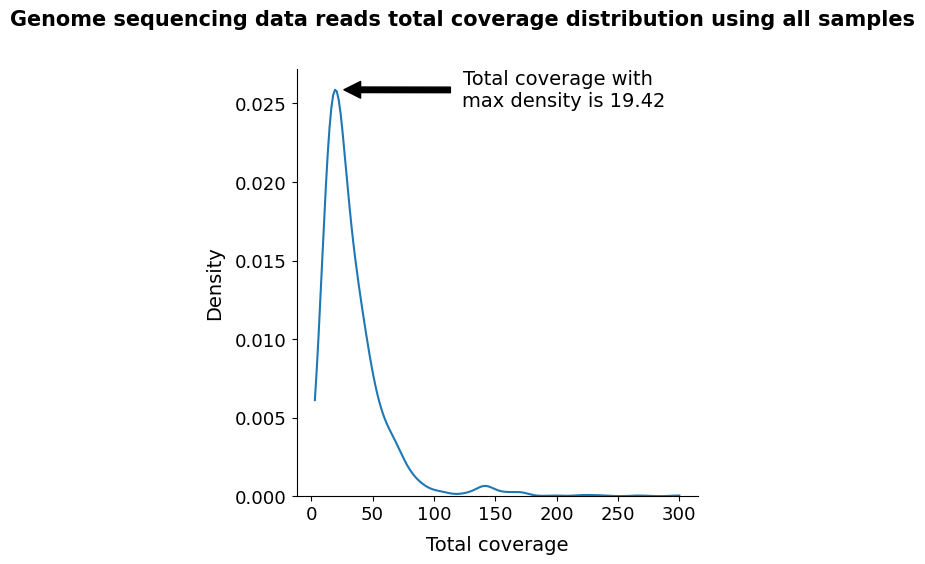 Genome sequencing data reads total coverage distribution using all samples
Total coverage with
max density is 19.42
0.025
0.020
0.015
0.010
0.005
0.000
Density
0 50 100 150 200 250 300
Total coverage